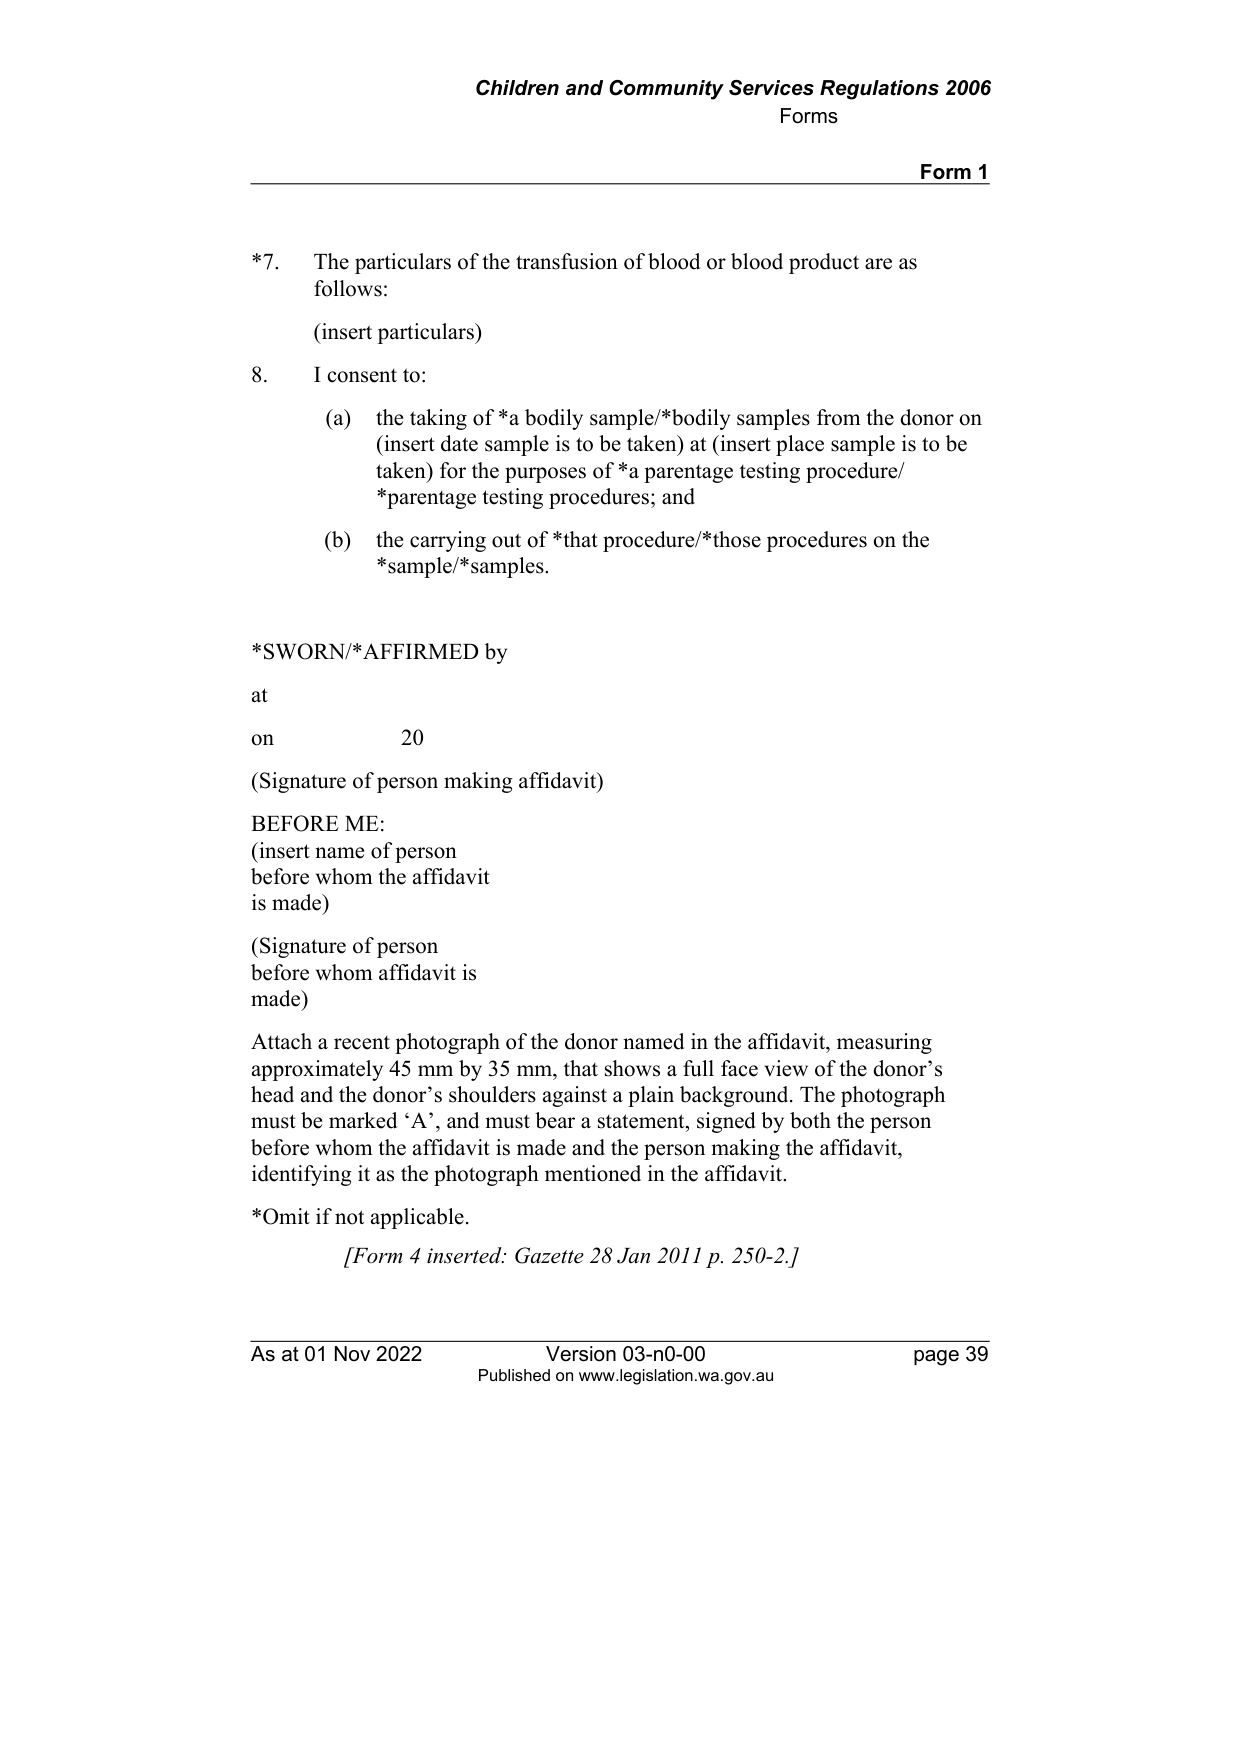 Children and Community Services Regulations 2006
Forms
Form 1
*7. The particulars of the transfusion of blood or blood product are as
follows:
(insert particulars)
8. I consent to:
(a) the taking of *a bodily sample/*bodily samples from the donor on
(insert date sample is to be taken) at (insert place sample is to be
taken) for the purposes of *a parentage testing procedure/
*parentage testing procedures; and
(b) the carrying out of *that procedure/*those procedures on the
*sample/*samples.
*SWORN/*AFFIRMED by
at
on 20
(Signature of person making affidavit)
BEFORE ME:
(insert name of person
before whom the affidavit
is made)
(Signature of person
before whom affidavit is
made)
Attach a recent photograph of the donor named in the affidavit, measuring
approximately 45 mm by 35 mm, that shows a full face view of the donor’s
head and the donor’s shoulders against a plain background. The photograph
must be marked ‘A’, and must bear a statement, signed by both the person
before whom the affidavit is made and the person making the affidavit,
identifying it as the photograph mentioned in the affidavit.
*Omit if not applicable.
[Form 4 inserted: Gazette 28 Jan 2011 p. 250-2.]
As at 01 Nov 2022 Version 03-n0-00 page 39
Published on www.legislation.wa.gov.au